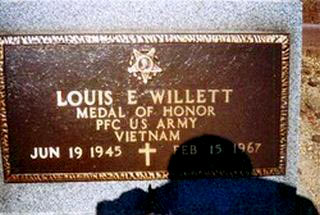 LOUIS E WILLETT
MEDAL OF HONOR
PFC US ARMY
VIETNAM
JUN 19 1945 FEB 15 1967